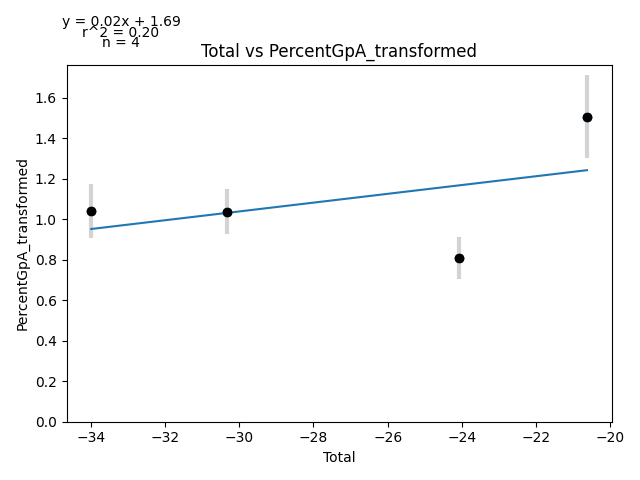 y = 0.02x + 1.69
r^2 = 0.20
n = 4
Total vs PercentGpA_transformed
PercentGpA_transformed
1.6
1.4
1.2
1.0
0.8
0.6
0.4
0.2
0.0
−34 −32 −30 −28 −26 −24 −22 −20
Total